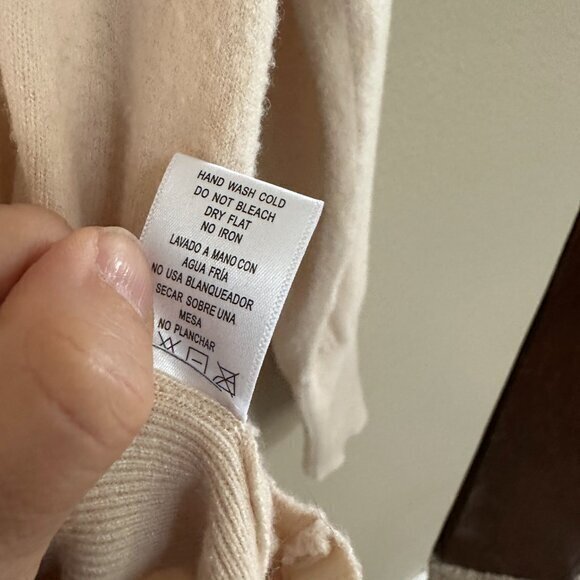 HAND WASH COLD
DO NOT BLEACH
DRY FLAT
NO IRON
LAVADO A MANO CON
AGUA FRÍA
NO USA BLANQUEADOR
SECAR SOBRE UNA
MESA
NO PLANCHAR